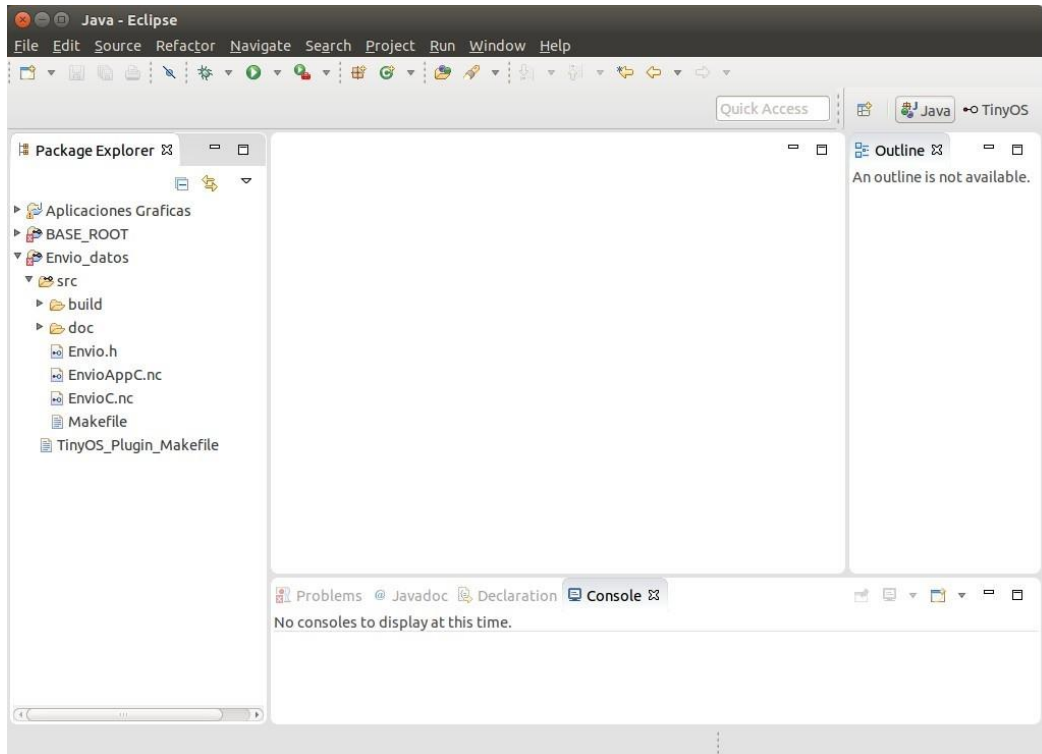 Java - Eclipse
File Edit Source Refactor Navigate Search Project Run Window Help
Quick Access
Java
TinyOS
Package Explorer
Aplicaciones Graficas
BASE_ROOT
Envio_datos
src
build
doc
Envio.h
EnvioAppC.nc
EnvioC.nc
Makefile
TinyOS_Plugin_Makefile
Outline
An outline is not available.
Problems @ Javadoc Declaration Console
No consoles to display at this time.